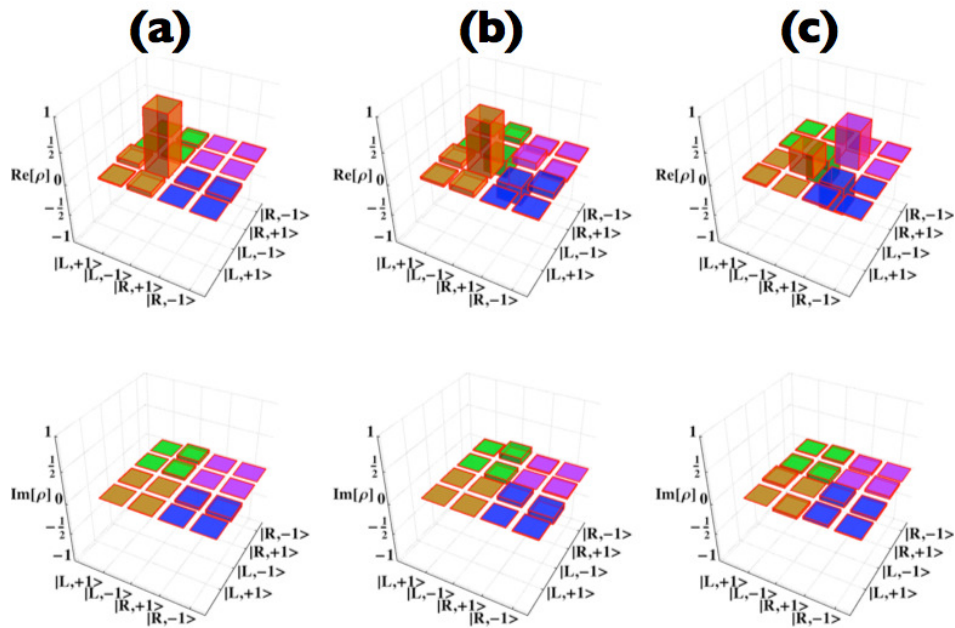 (a) (b) (c)
1 1 1
1/2 1/2 1/2
Re[ρ] 0 Re[ρ] 0 Re[ρ] 0
−1/2 −1/2 −1/2
−1 −1 −1
|R,−1> |R,−1> |R,−1>
|R,+1> |R,+1> |R,+1>
|L,−1> |L,−1> |L,−1>
|L,+1> |L,+1> |L,+1>
|L,+1> |L,+1> |L,+1>
|L,−1> |L,−1> |L,−1>
|R,+1> |R,+1> |R,+1>
|R,−1> |R,−1> |R,−1>
1 1 1
1/2 1/2 1/2
Im[ρ] 0 Im[ρ] 0 Im[ρ] 0
−1/2 −1/2 −1/2
−1 −1 −1
|R,−1> |R,−1> |R,−1>
|R,+1> |R,+1> |R,+1>
|L,−1> |L,−1> |L,−1>
|L,+1> |L,+1> |L,+1>
|L,+1> |L,+1> |L,+1>
|L,−1> |L,−1> |L,−1>
|R,+1> |R,+1> |R,+1>
|R,−1> |R,−1> |R,−1>